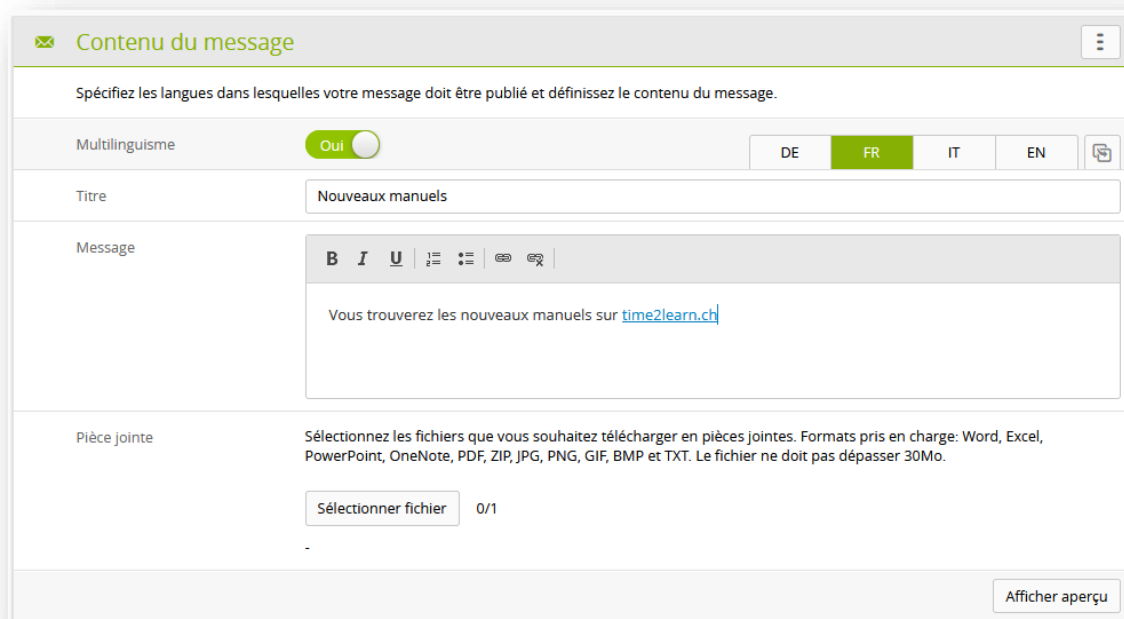 Contenu du message
Spécifiez les langues dans lesquelles votre message doit être publié et définissez le contenu du message.
Multilinguisme
Oui
DE
FR
IT
EN
Titre
Nouveaux manuels
Message
B I U
Vous trouverez les nouveaux manuels sur time2learn.ch
Pièce jointe
Sélectionnez les fichiers que vous souhaitez télécharger en pièces jointes. Formats pris en charge: Word, Excel,
PowerPoint, OneNote, PDF, ZIP, JPG, PNG, GIF, BMP et TXT. Le fichier ne doit pas dépasser 30Mo.
Sélectionner fichier
0/1
-
Afficher aperçu